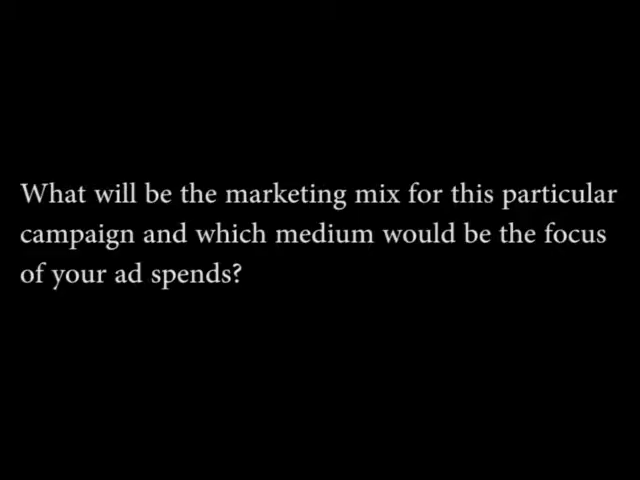 What will be the marketing mix for this particular
campaign and which medium would be the focus
of your ad spends?